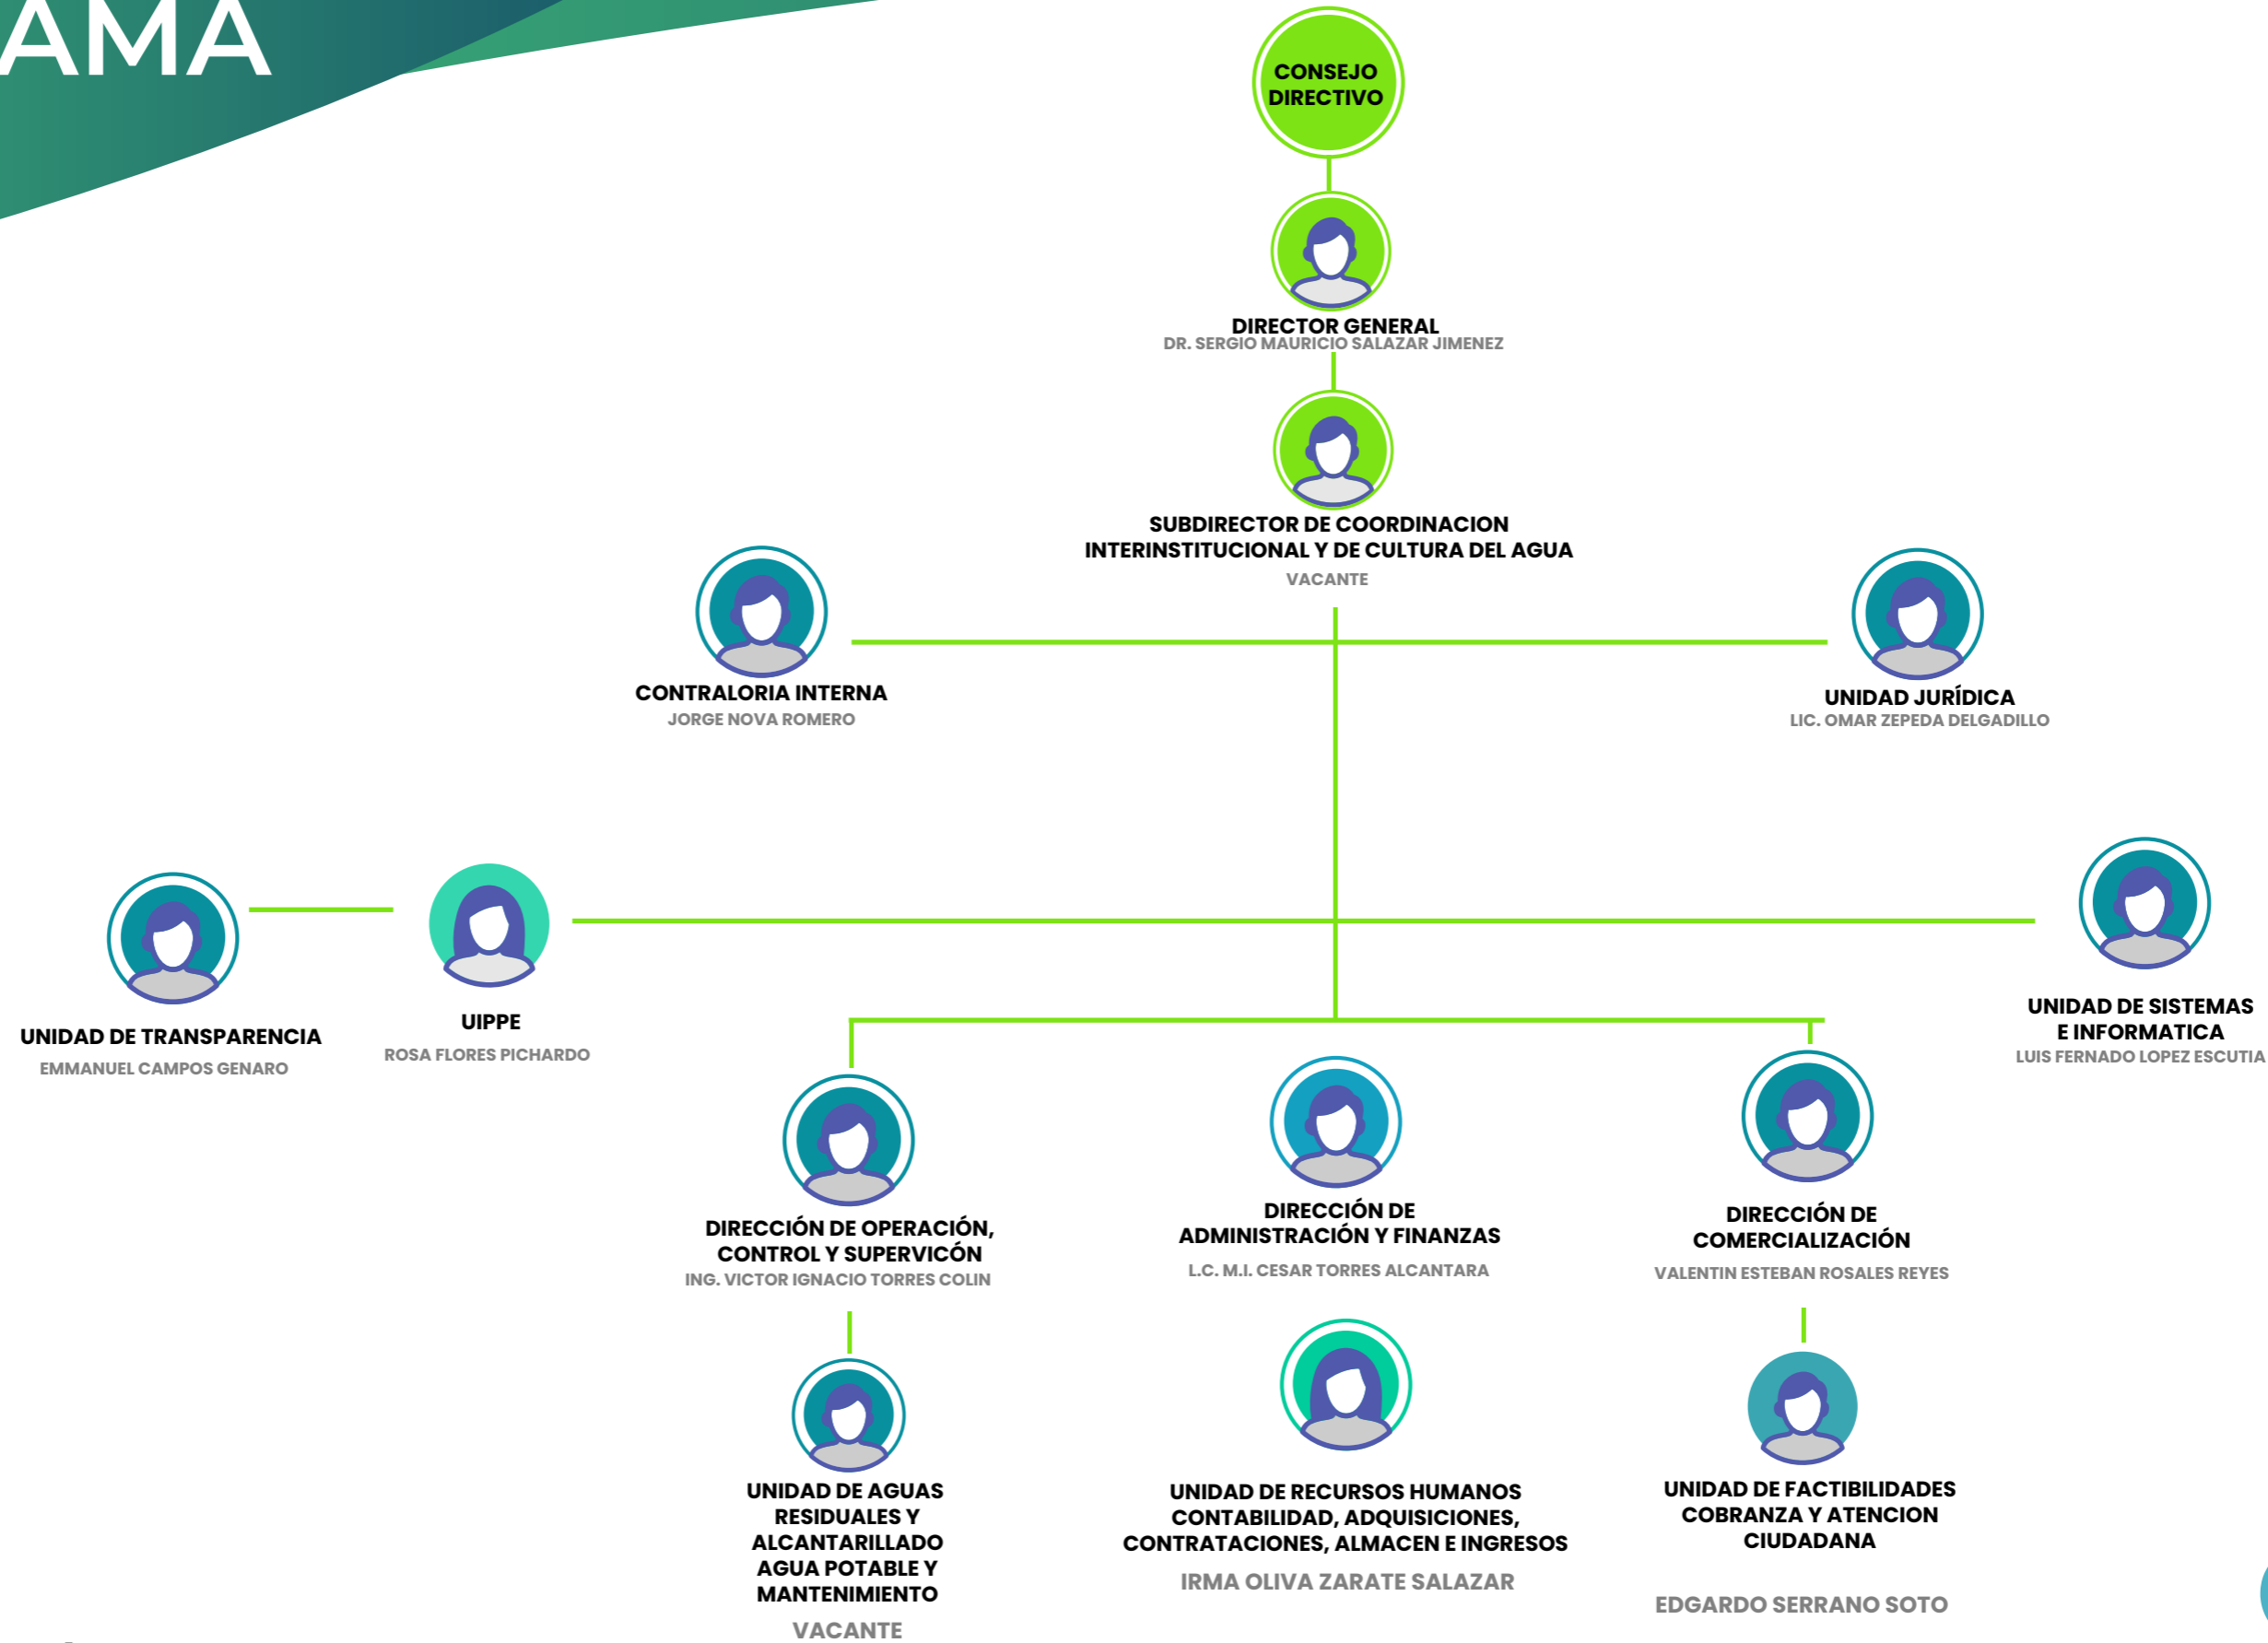 AMA
CONSEJO
DIRECTIVO
DIRECTOR GENERAL
DR. SERGIO MAURICIO SALAZAR JIMENEZ
SUBDIRECTOR DE COORDINACION
INTERINSTITUCIONAL Y DE CULTURA DEL AGUA
VACANTE
CONTRALORIA INTERNA
JORGE NOVA ROMERO
UNIDAD JURÍDICA
LIC. OMAR ZEPEDA DELGADILLO
UNIDAD DE TRANSPARENCIA
EMMANUEL CAMPOS GENARO
UIPPE
ROSA FLORES PICHARDO
UNIDAD DE SISTEMAS
E INFORMATICA
LUIS FERNADO LOPEZ ESCUTIA
DIRECCIÓN DE OPERACIÓN,
CONTROL Y SUPERVICÓN
ING. VICTOR IGNACIO TORRES COLIN
DIRECCIÓN DE
ADMINISTRACIÓN Y FINANZAS
L.C. M.I. CESAR TORRES ALCANTARA
DIRECCIÓN DE
COMERCIALIZACIÓN
VALENTIN ESTEBAN ROSALES REYES
UNIDAD DE AGUAS
RESIDUALES Y
ALCANTARILLADO
AGUA POTABLE Y
MANTENIMIENTO
VACANTE
UNIDAD DE RECURSOS HUMANOS
CONTABILIDAD, ADQUISICIONES,
CONTRATACIONES, ALMACEN E INGRESOS
IRMA OLIVA ZARATE SALAZAR
UNIDAD DE FACTIBILIDADES
COBRANZA Y ATENCION
CIUDADANA
EDGARDO SERRANO SOTO